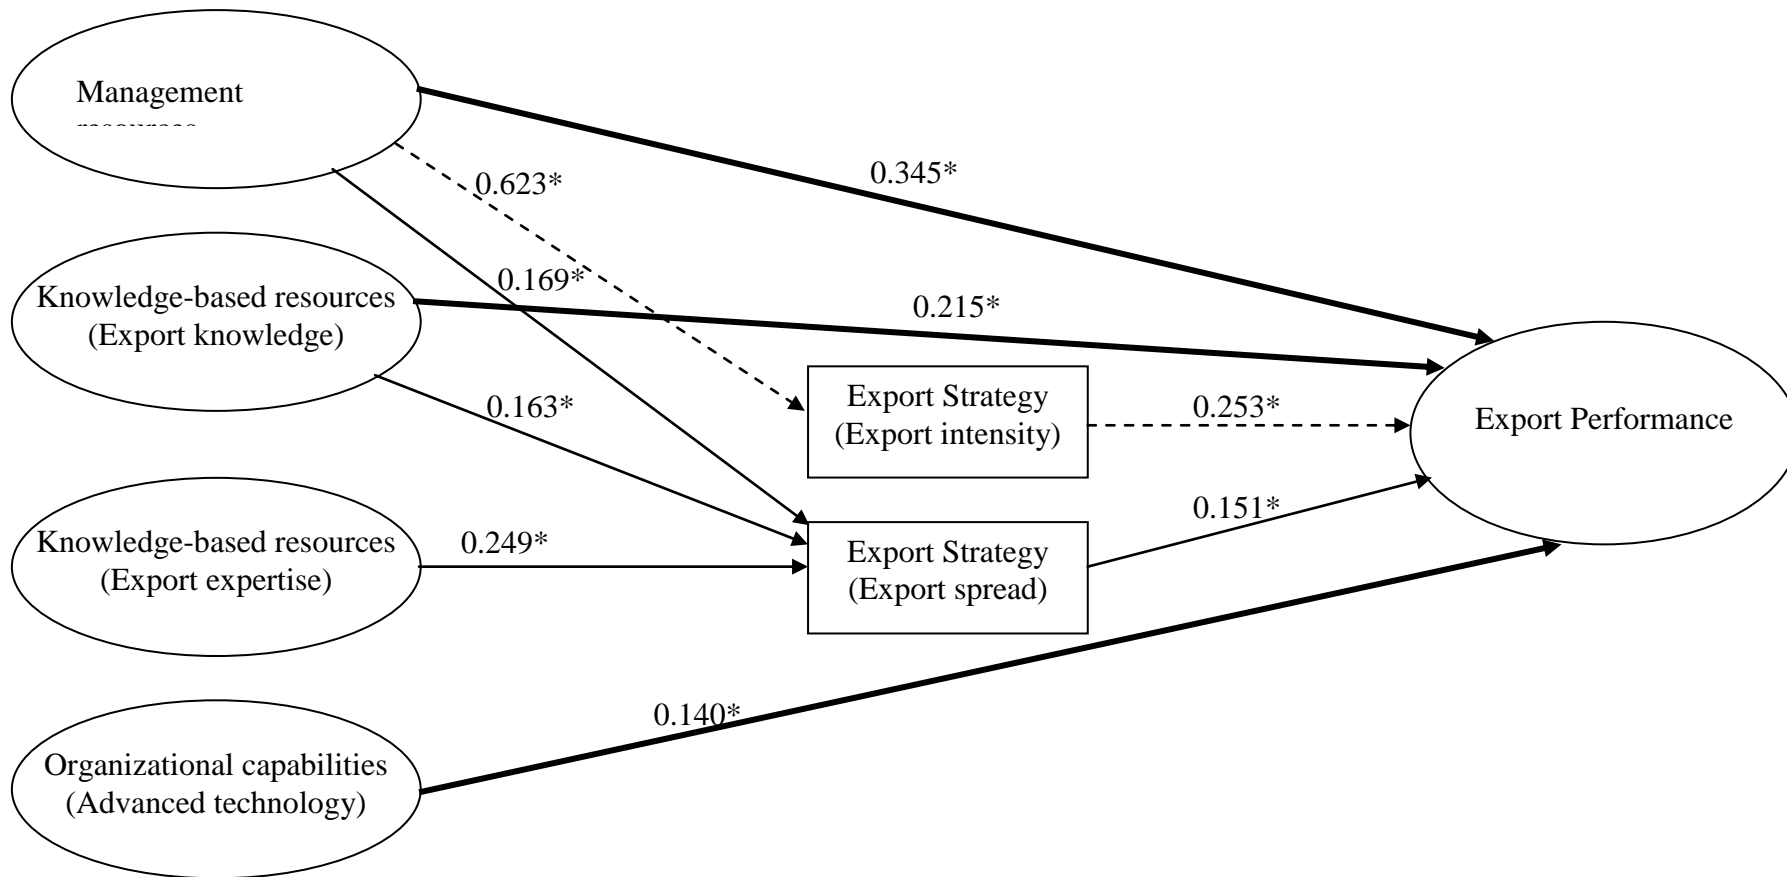 Management
0.345*
0.623*
0.169*
Knowledge-based resources
(Export knowledge)
0.215*
Export Strategy
(Export intensity)
0.163*
0.253*
Export Performance
0.151*
Knowledge-based resources
(Export expertise)
0.249*
Export Strategy
(Export spread)
0.140*
Organizational capabilities
(Advanced technology)